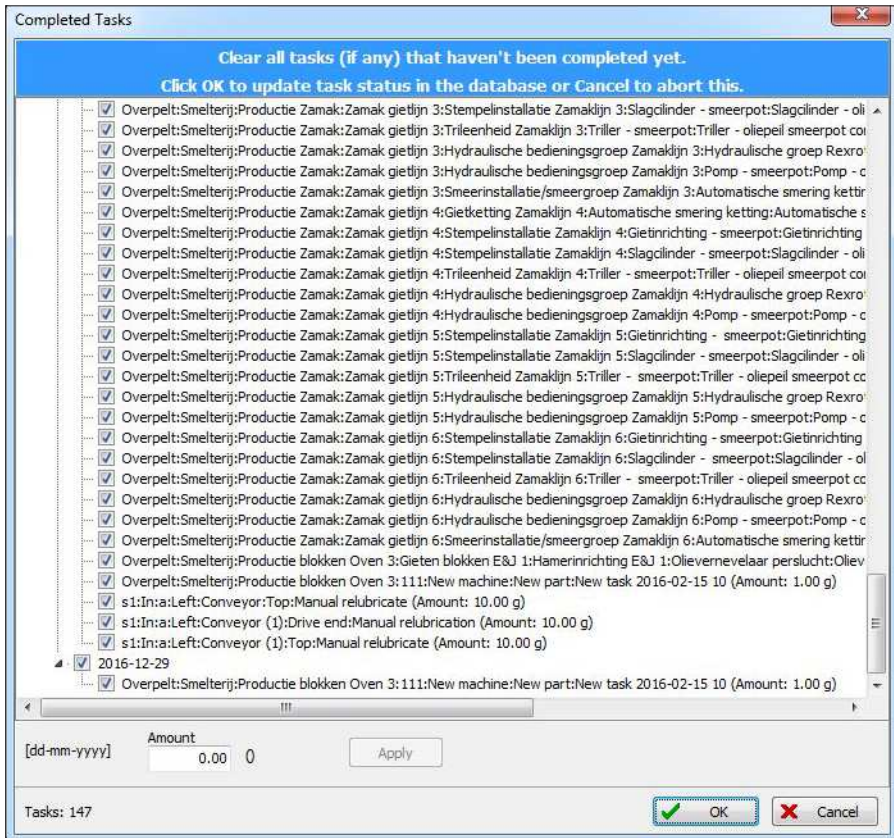 Completed Tasks
Clear all tasks (if any) that haven't been completed yet.
Click OK to update task status in the database or Cancel to abort this.
Overpelt:Smelterij:Productie Zamak:Zamak gietlijn 3:Stempelinstallatie Zamaklijn 3:Slagcilinder - smeerpot:Slagcilinder - oli
Overpelt:Smelterij:Productie Zamak:Zamak gietlijn 3:Trileenheid Zamaklijn 3:Triller - smeerpot:Triller - oliepeil smeerpot co
Overpelt:Smelterij:Productie Zamak:Zamak gietlijn 3:Hydraulische bedieningsgroep Zamaklijn 3:Hydraulische groep Rexro
Overpelt:Smelterij:Productie Zamak:Zamak gietlijn 3:Hydraulische bedieningsgroep Zamaklijn 3:Pomp - smeerpot:Pomp - o
Overpelt:Smelterij:Productie Zamak:Zamak gietlijn 3:Smeerinstallatie/smeergroep Zamaklijn 3:Automatische smering kettin
Overpelt:Smelterij:Productie Zamak:Zamak gietlijn 4:Gietketting Zamaklijn 4:Automatische smering ketting:Automatische s
Overpelt:Smelterij:Productie Zamak:Zamak gietlijn 4:Stempelinstallatie Zamaklijn 4:Gietinrichting - smeerpot:Gietinrichting
Overpelt:Smelterij:Productie Zamak:Zamak gietlijn 4:Stempelinstallatie Zamaklijn 4:Slagcilinder - smeerpot:Slagcilinder - oli
Overpelt:Smelterij:Productie Zamak:Zamak gietlijn 4:Trileenheid Zamaklijn 4:Triller - smeerpot:Triller - oliepeil smeerpot co
Overpelt:Smelterij:Productie Zamak:Zamak gietlijn 4:Hydraulische bedieningsgroep Zamaklijn 4:Hydraulische groep Rexro
Overpelt:Smelterij:Productie Zamak:Zamak gietlijn 4:Hydraulische bedieningsgroep Zamaklijn 4:Pomp - smeerpot:Pomp - o
Overpelt:Smelterij:Productie Zamak:Zamak gietlijn 5:Stempelinstallatie Zamaklijn 5:Gietinrichting - smeerpot:Gietinrichting
Overpelt:Smelterij:Productie Zamak:Zamak gietlijn 5:Stempelinstallatie Zamaklijn 5:Slagcilinder - smeerpot:Slagcilinder - oli
Overpelt:Smelterij:Productie Zamak:Zamak gietlijn 5:Trileenheid Zamaklijn 5:Triller - smeerpot:Triller - oliepeil smeerpot co
Overpelt:Smelterij:Productie Zamak:Zamak gietlijn 5:Hydraulische bedieningsgroep Zamaklijn 5:Hydraulische groep Rexro
Overpelt:Smelterij:Productie Zamak:Zamak gietlijn 5:Hydraulische bedieningsgroep Zamaklijn 5:Pomp - smeerpot:Pomp - o
Overpelt:Smelterij:Productie Zamak:Zamak gietlijn 6:Stempelinstallatie Zamaklijn 6:Gietinrichting - smeerpot:Gietinrichting
Overpelt:Smelterij:Productie Zamak:Zamak gietlijn 6:Stempelinstallatie Zamaklijn 6:Slagcilinder - smeerpot:Slagcilinder - ol
Overpelt:Smelterij:Productie Zamak:Zamak gietlijn 6:Trileenheid Zamaklijn 6:Triller - smeerpot:Triller - oliepeil smeerpot co
Overpelt:Smelterij:Productie Zamak:Zamak gietlijn 6:Hydraulische bedieningsgroep Zamaklijn 6:Hydraulische groep Rexro
Overpelt:Smelterij:Productie Zamak:Zamak gietlijn 6:Hydraulische bedieningsgroep Zamaklijn 6:Pomp - smeerpot:Pomp - o
Overpelt:Smelterij:Productie Zamak:Zamak gietlijn 6:Smeerinstallatie/smeergroep Zamaklijn 6:Automatische smering kettin
Overpelt:Smelterij:Productie blokken Oven 3:Gieten blokken E&J 1:Hamerinrichting E&J 1:Olievernevelaar perslucht:Oliev
Overpelt:Smelterij:Productie blokken Oven 3:111:New machine:New part:New task 2016-02-15 10 (Amount: 1.00 g)
s1:In:a:Left:Conveyor:Top:Manual relubricate (Amount: 10.00 g)
s1:In:a:Left:Conveyor (1):Drive end:Manual relubrication (Amount: 10.00 g)
s1:In:a:Left:Conveyor (1):Top:Manual relubricate (Amount: 10.00 g)
2016-12-29
Overpelt:Smelterij:Productie blokken Oven 3:111:New machine:New part:New task 2016-02-15 10 (Amount: 1.00 g)
Amount
[dd-mm-yyyy] 0.00 () Apply
Tasks: 147 OK Cancel